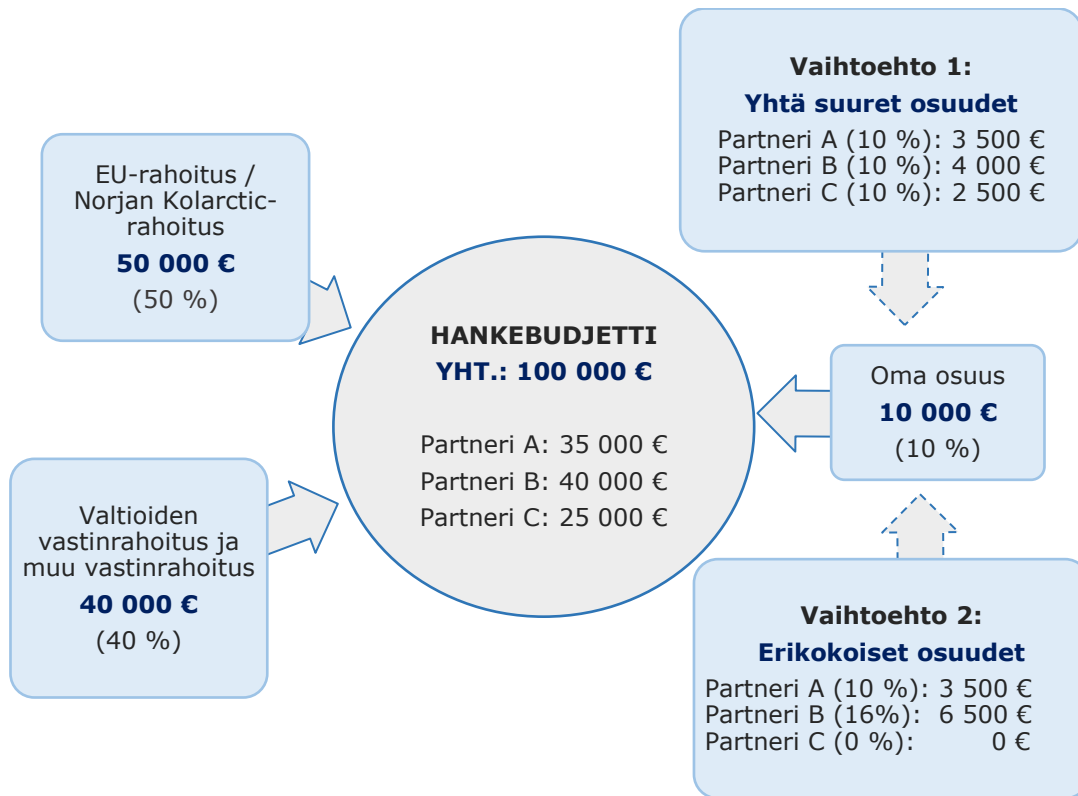 EU-rahoitus /
Norjan Kolarctic-
rahoitus
50 000 €
(50 %)
Valtioiden
vastinrahoitus ja
muu vastinrahoitus
40 000 €
(40 %)
HANKEBUDJETTI
YHT.: 100 000 €
Partneri A: 35 000 €
Partneri B: 40 000 €
Partneri C: 25 000 €
Vaihtoehto 1:
Yhtä suuret osuudet
Partneri A (10 %): 3 500 €
Partneri B (10 %): 4 000 €
Partneri C (10 %): 2 500 €
Oma osuus
10 000 €
(10 %)
Vaihtoehto 2:
Erikokoiset osuudet
Partneri A (10 %): 3 500 €
Partneri B (16%): 6 500 €
Partneri C (0 %): 0 €